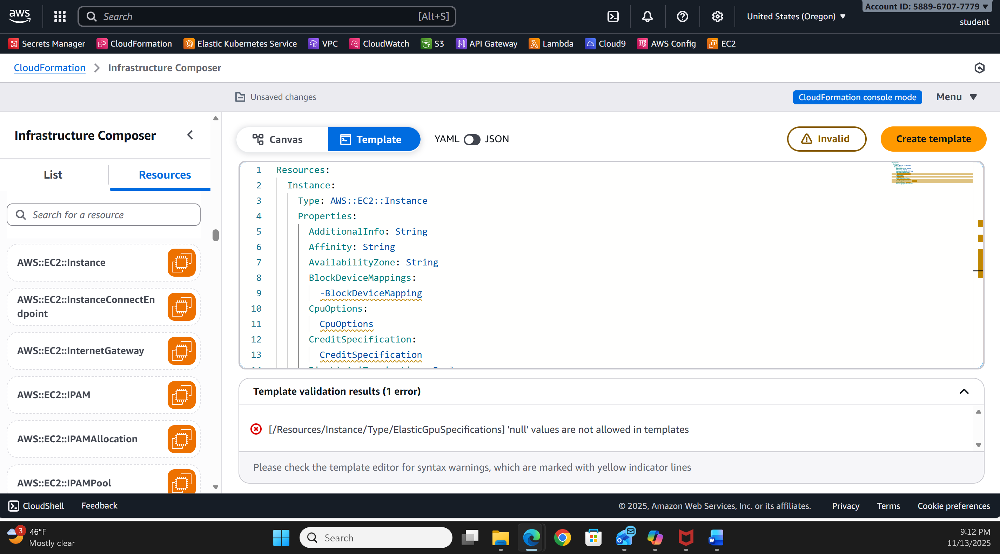 aws
Search
[Alt+S]
United States (Oregon)
Account ID: 5889-6707-7779
student
Secrets Manager
CloudFormation
Elastic Kubernetes Service
VPC
CloudWatch
S3
API Gateway
Lambda
Cloud9
AWS Config
EC2
CloudFormation
Infrastructure Composer
Unsaved changes
CloudFormation console mode
Menu
Infrastructure Composer
List
Resources
Search for a resource
AWS::EC2::Instance
AWS::EC2::InstanceConnectEn
dpoint
AWS::EC2::InternetGateway
AWS::EC2::IPAM
AWS::EC2::IPAMAllocation
AWS::EC2::IPAMPool
Canvas
Template
YAML
JSON
Invalid
Create template
1 Resources:
2 Instance:
3 Type: AWS::EC2::Instance
4 Properties:
5 AdditionalInfo: String
6 Affinity: String
7 AvailabilityZone: String
8 BlockDeviceMappings:
9 -BlockDeviceMapping
10 CpuOptions:
11 CpuOptions
12 CreditSpecification:
13 CreditSpecification
Template validation results (1 error)
[/Resources/Instance/Type/ElasticGpuSpecifications] 'null' values are not allowed in templates
Please check the template editor for syntax warnings, which are marked with yellow indicator lines
CloudShell
Feedback
© 2025, Amazon Web Services, Inc. or its affiliates.
Privacy
Terms
Cookie preferences
3
46°F
Mostly clear
Search
9:12 PM
11/13/2025